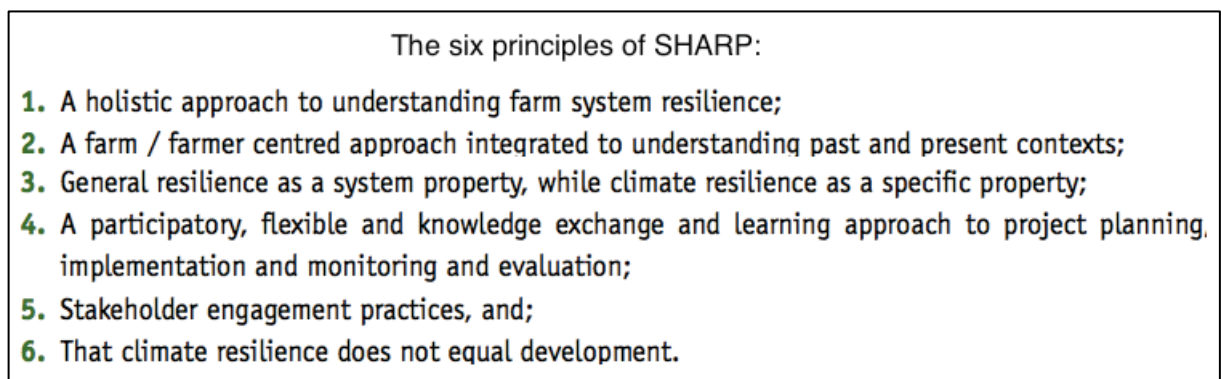 The six principles of SHARP:
1. A holistic approach to understanding farm system resilience;
2. A farm / farmer centred approach integrated to understanding past and present contexts;
3. General resilience as a system property, while climate resilience as a specific property;
4. A participatory, flexible and knowledge exchange and learning approach to project planning,
implementation and monitoring and evaluation;
5. Stakeholder engagement practices, and;
6. That climate resilience does not equal development.